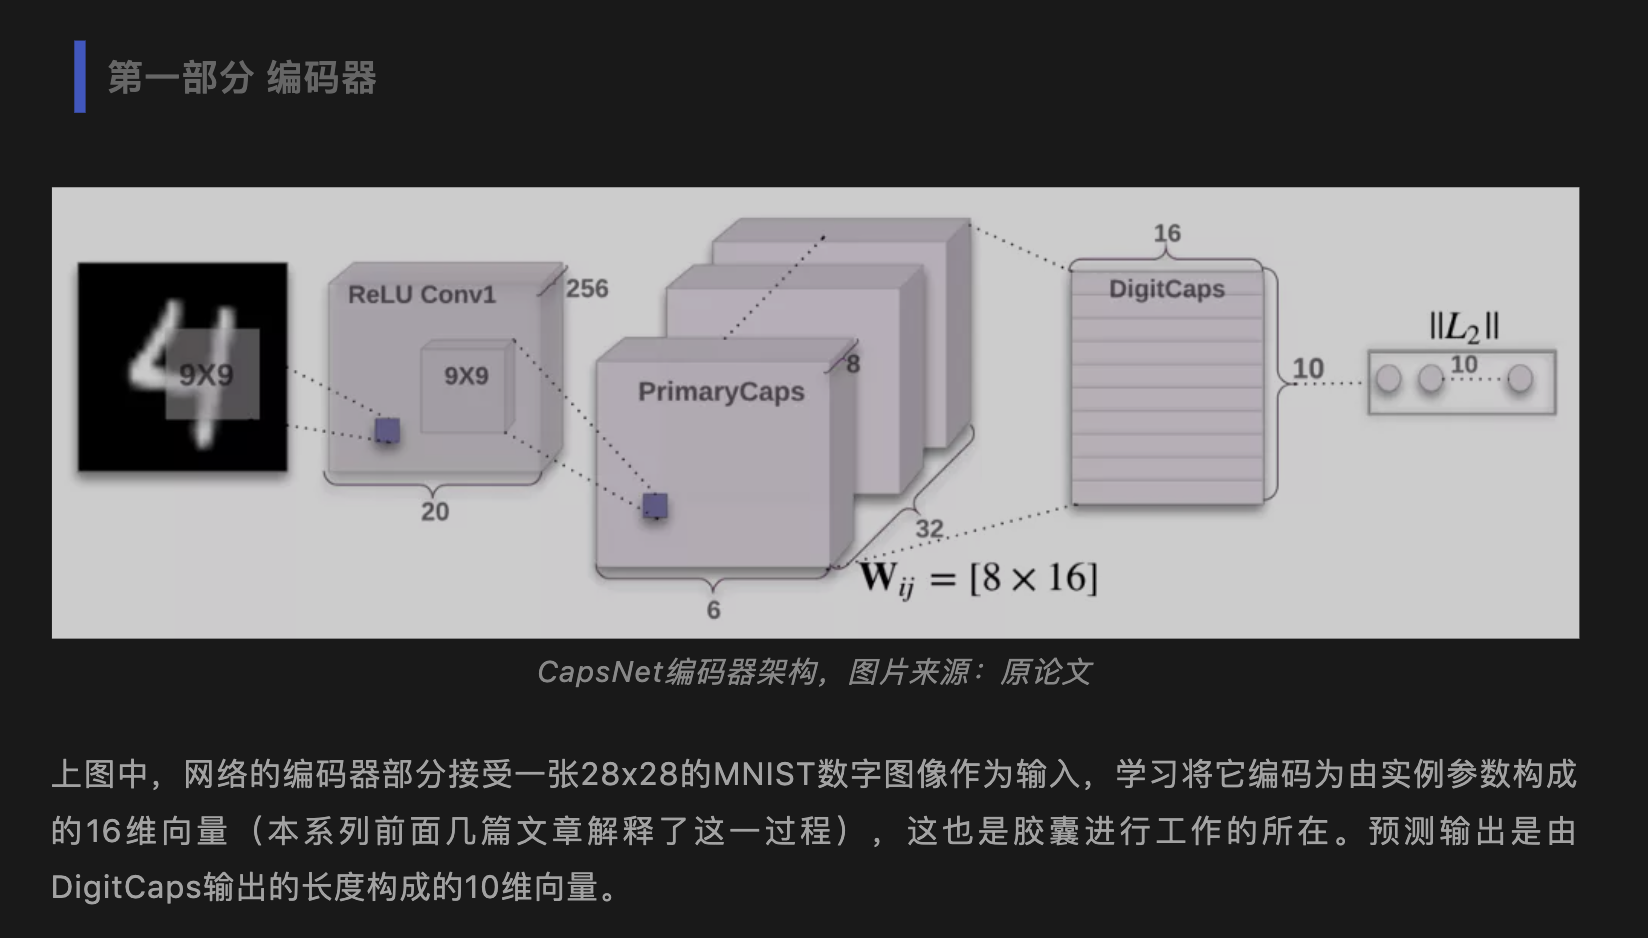 第一部分 编码器
9X9
ReLU Conv1
256
9X9
20
PrimaryCaps
8
32
6
W_{ij} = [8 × 16]
16
DigitCaps
10
||L_2||
10
CapsNet编码器架构，图片来源：原论文
上图中，网络的编码器部分接受一张28x28的MNIST数字图像作为输入，学习将它编码为由实例参数构成
的16维向量（本系列前面几篇文章解释了这一过程），这也是胶囊进行工作的所在。预测输出是由
DigitCaps输出的长度构成的10维向量。